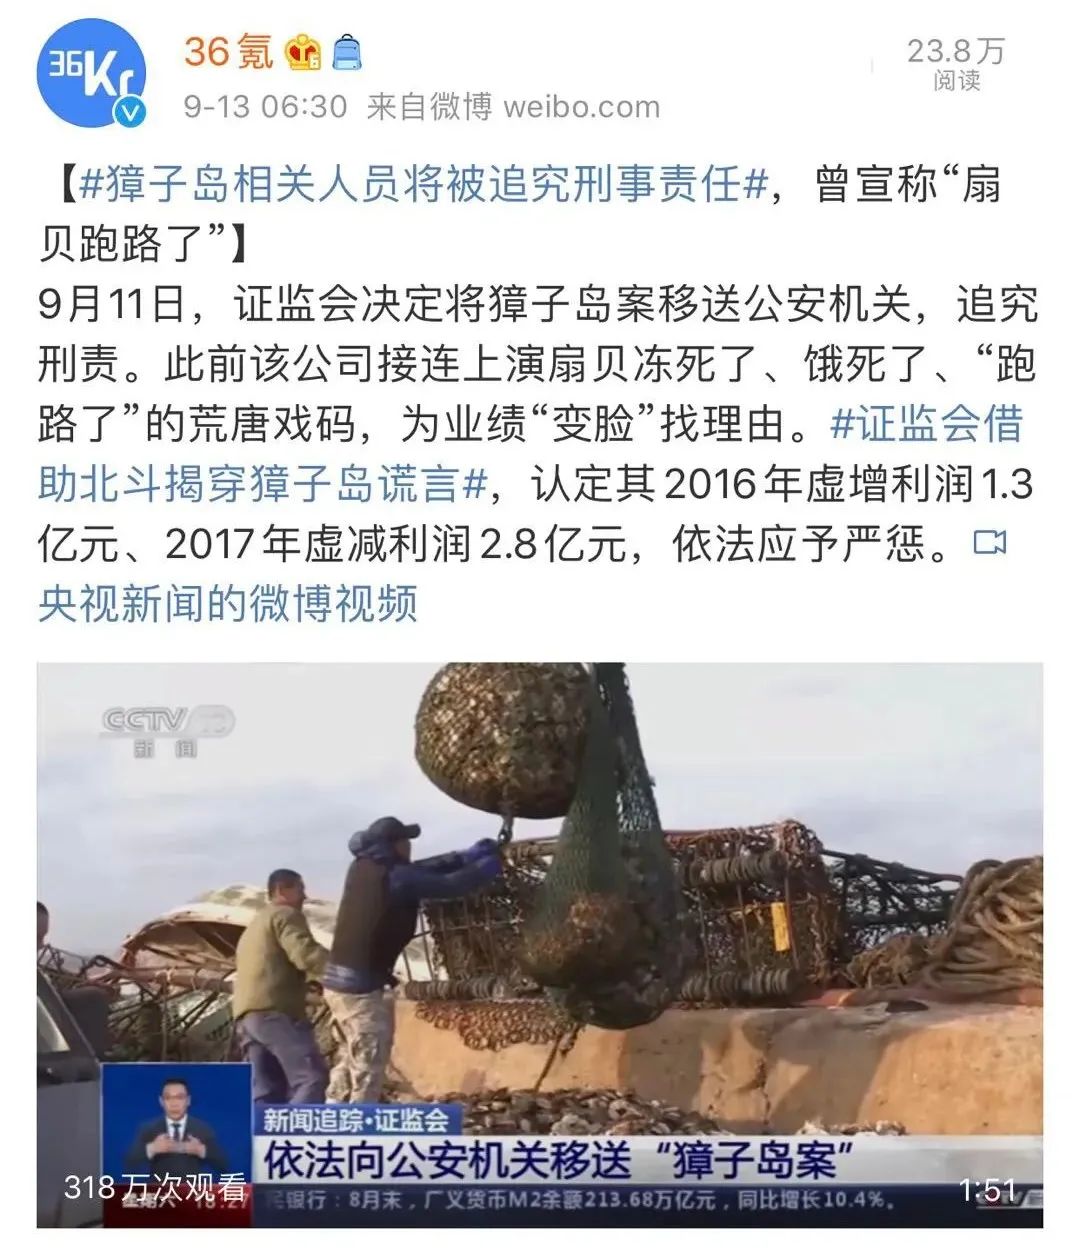 36Kr
36氪
23.8万
阅读
9-13 06:30 来自微博 weibo.com
【#獐子岛相关人员将被追究刑事责任#，曾宣称“扇
贝跑路了”】
9月11日，证监会决定将獐子岛案移送公安机关，追究
刑责。此前该公司接连上演扇贝冻死了、饿死了、“跑
路了”的荒唐戏码，为业绩“变脸”找理由。#证监会借
助北斗揭穿獐子岛谎言#，认定其2016年虚增利润1.3
亿元、2017年虚减利润2.8亿元，依法应予严惩。
央视新闻的微博视频
CCTV 13
新闻
新闻追踪·证监会
依法向公安机关移送“獐子岛案”
318万次观看
1:51
星期六 18:27
民银行：8月末，广义货币M2余额213.68万亿元，同比增长10.4%。